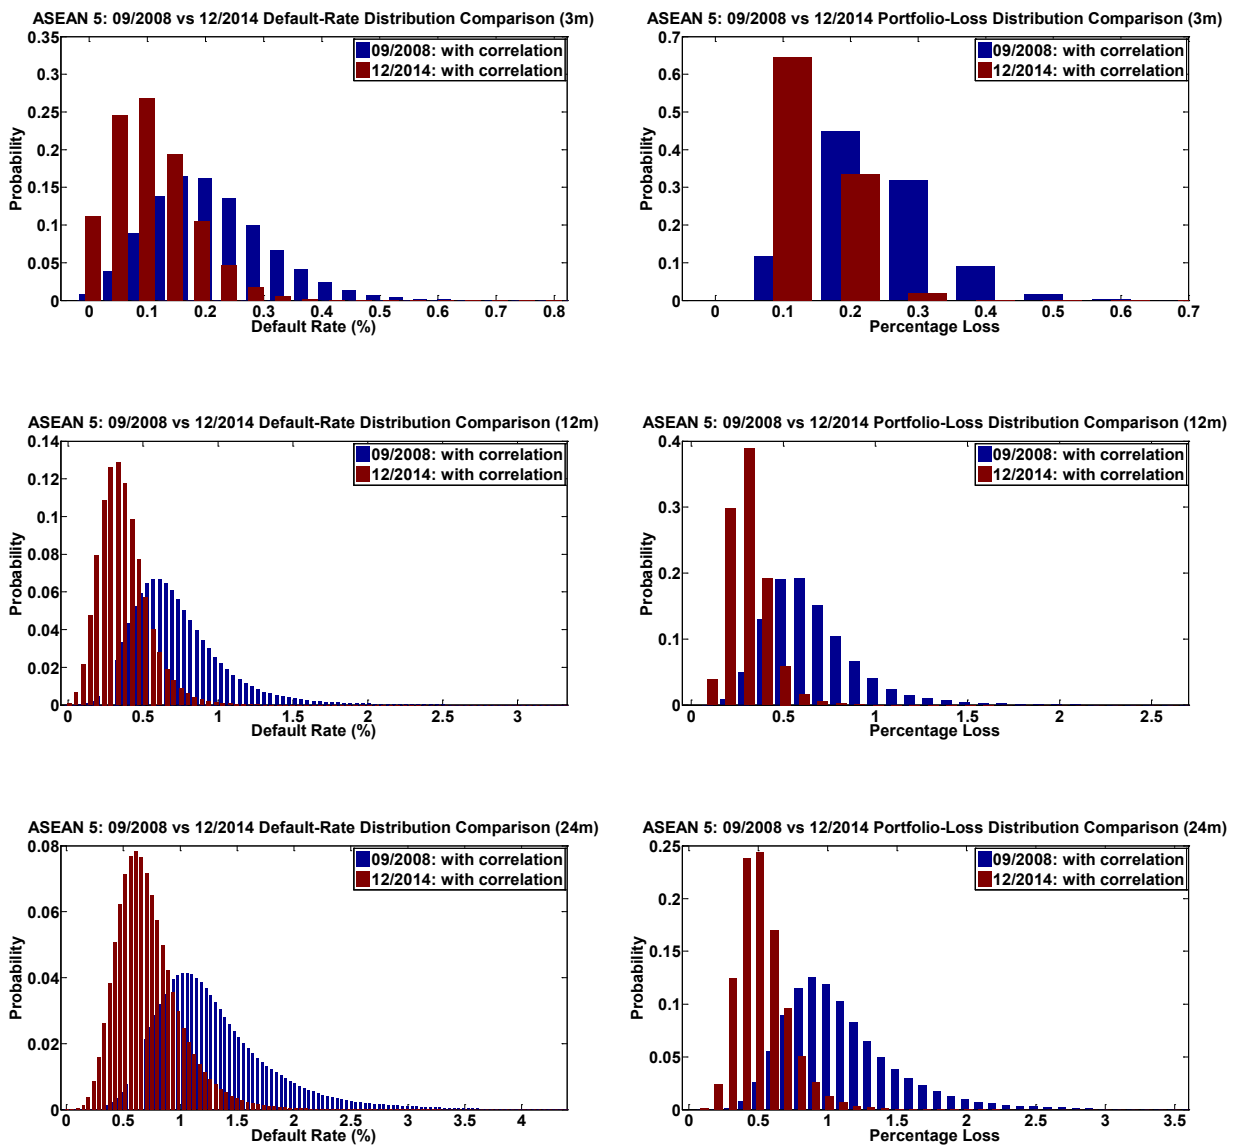 ASEAN 5: 09/2008 vs 12/2014 Default-Rate Distribution Comparison (3m)
0.35
0.3
0.25
0.2
0.15
0.1
0.05
0
Probability
09/2008: with correlation
12/2014: with correlation
0 0.1 0.2 0.3 0.4 0.5 0.6 0.7 0.8
Default Rate (%)
ASEAN 5: 09/2008 vs 12/2014 Portfolio-Loss Distribution Comparison (3m)
0.7
0.6
0.5
0.4
0.3
0.2
0.1
0
Probability
09/2008: with correlation
12/2014: with correlation
0 0.1 0.2 0.3 0.4 0.5 0.6 0.7
Percentage Loss
ASEAN 5: 09/2008 vs 12/2014 Default-Rate Distribution Comparison (12m)
0.14
0.12
0.1
0.08
0.06
0.04
0.02
0
Probability
09/2008: with correlation
12/2014: with correlation
0 0.5 1 1.5 2 2.5 3
Default Rate (%)
ASEAN 5: 09/2008 vs 12/2014 Portfolio-Loss Distribution Comparison (12m)
0.4
0.3
0.2
0.1
0
Probability
09/2008: with correlation
12/2014: with correlation
0 0.5 1 1.5 2 2.5
Percentage Loss
ASEAN 5: 09/2008 vs 12/2014 Default-Rate Distribution Comparison (24m)
0.08
0.06
0.04
0.02
0
Probability
09/2008: with correlation
12/2014: with correlation
0 0.5 1 1.5 2 2.5 3 3.5 4
Default Rate (%)
ASEAN 5: 09/2008 vs 12/2014 Portfolio-Loss Distribution Comparison (24m)
0.25
0.2
0.15
0.1
0.05
0
Probability
09/2008: with correlation
12/2014: with correlation
0 0.5 1 1.5 2 2.5 3 3.5
Percentage Loss